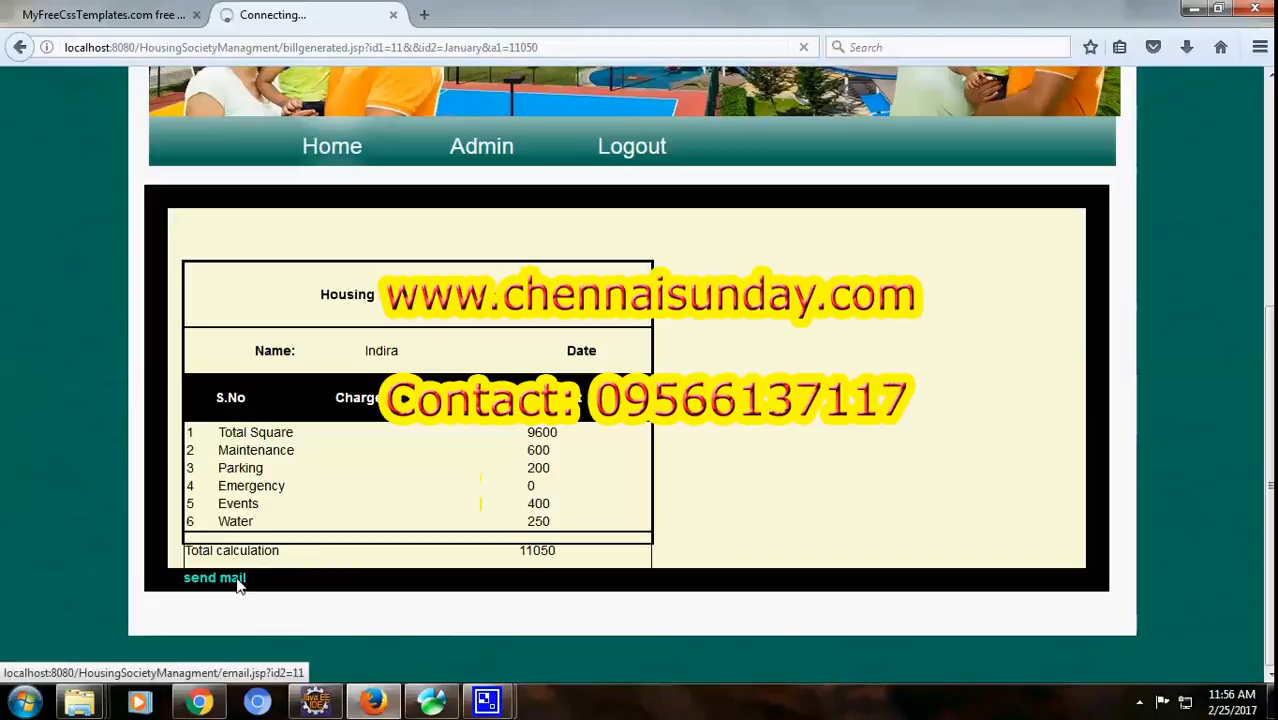 MyFreeCssTemplates.com free ...
Connecting...
localhost:8080/HousingSocietyManagment/billgenerated.jsp?id1=11&&id2=January&a1=11050
Search
Home Admin Logout
Housing
www.chennaisunday.com
Name: Indira Date
S.No Charge
Contact: 09566137117
1 Total Square 9600
2 Maintenance 600
3 Parking 200
4 Emergency 0
5 Events 400
6 Water 250
Total calculation 11050
send mail
localhost:8080/HousingSocietyManagment/email.jsp?id2=11
Java EE
IDE
11:56 AM
2/25/2017